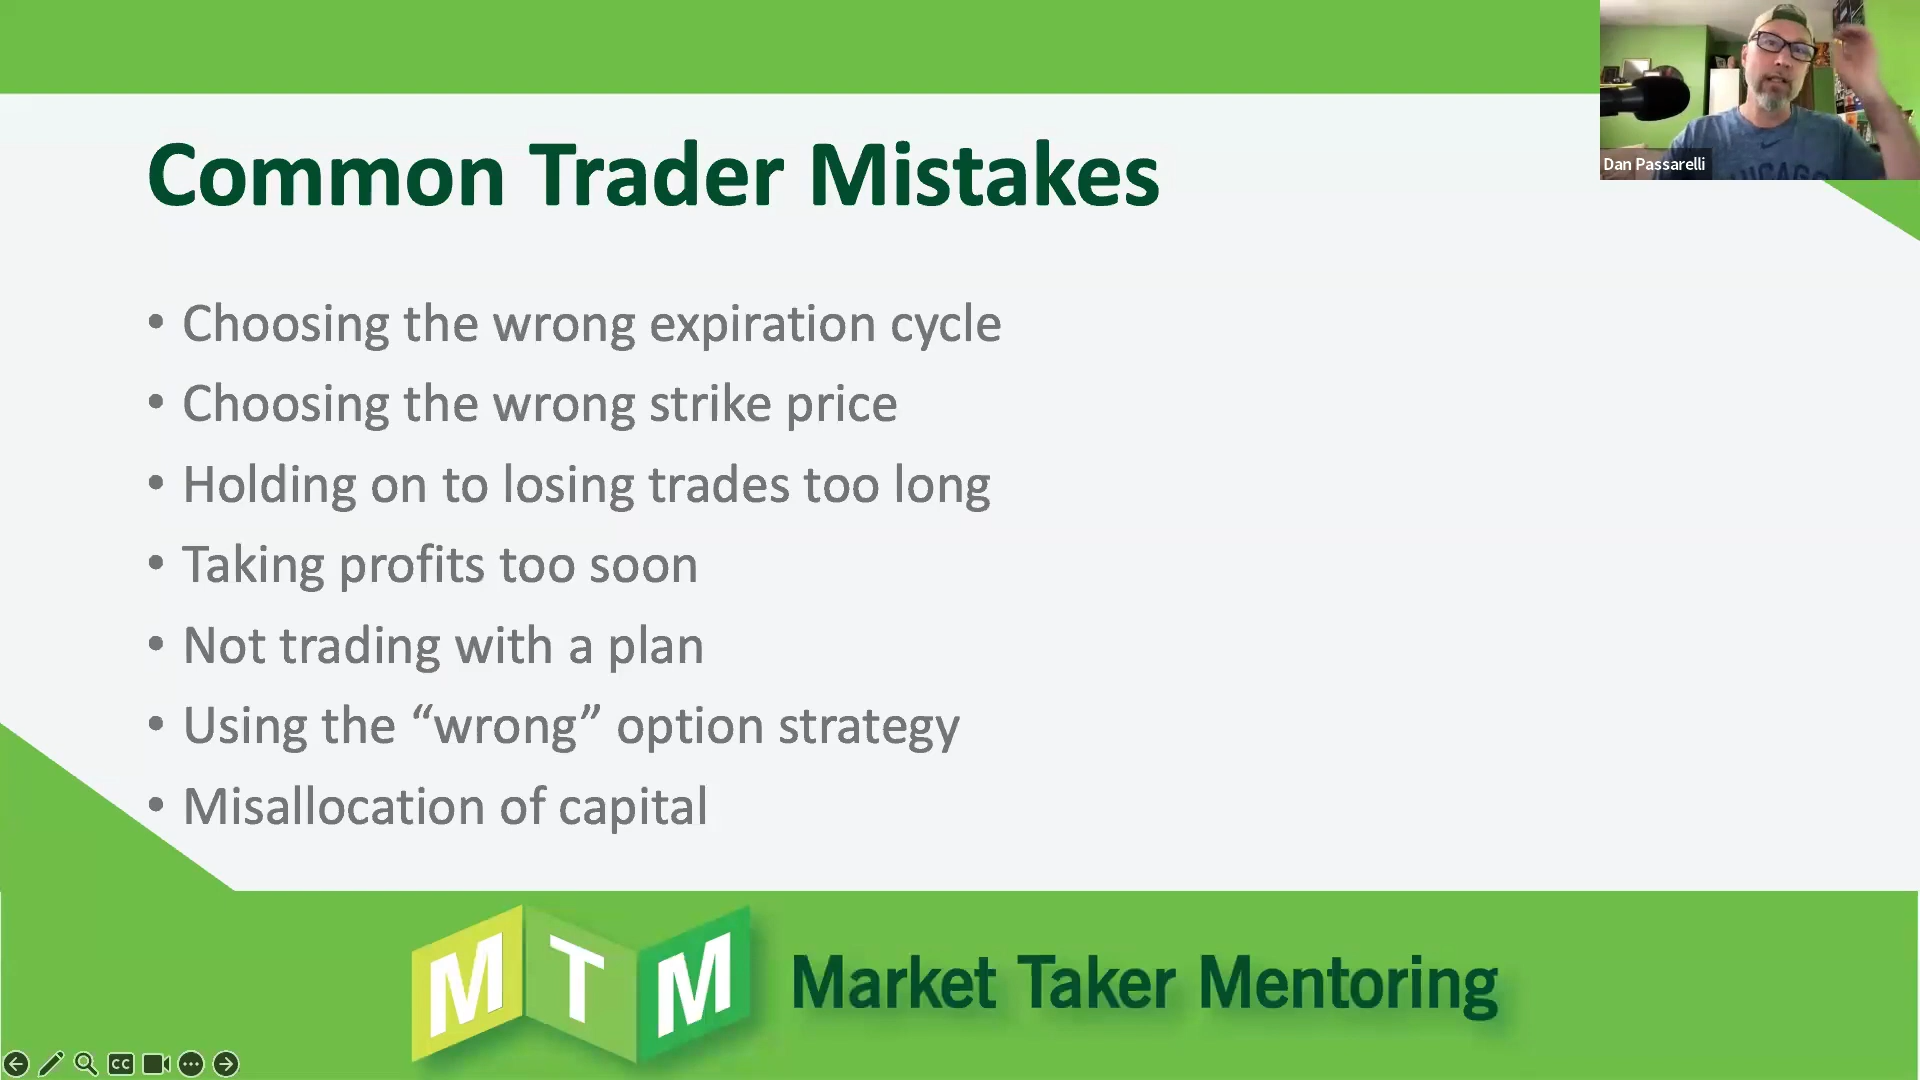 Common Trader Mistakes
Dan Passarelli
• Choosing the wrong expiration cycle
• Choosing the wrong strike price
• Holding on to losing trades too long
• Taking profits too soon
• Not trading with a plan
• Using the “wrong” option strategy
• Misallocation of capital
MTM
Market Taker Mentoring
CC